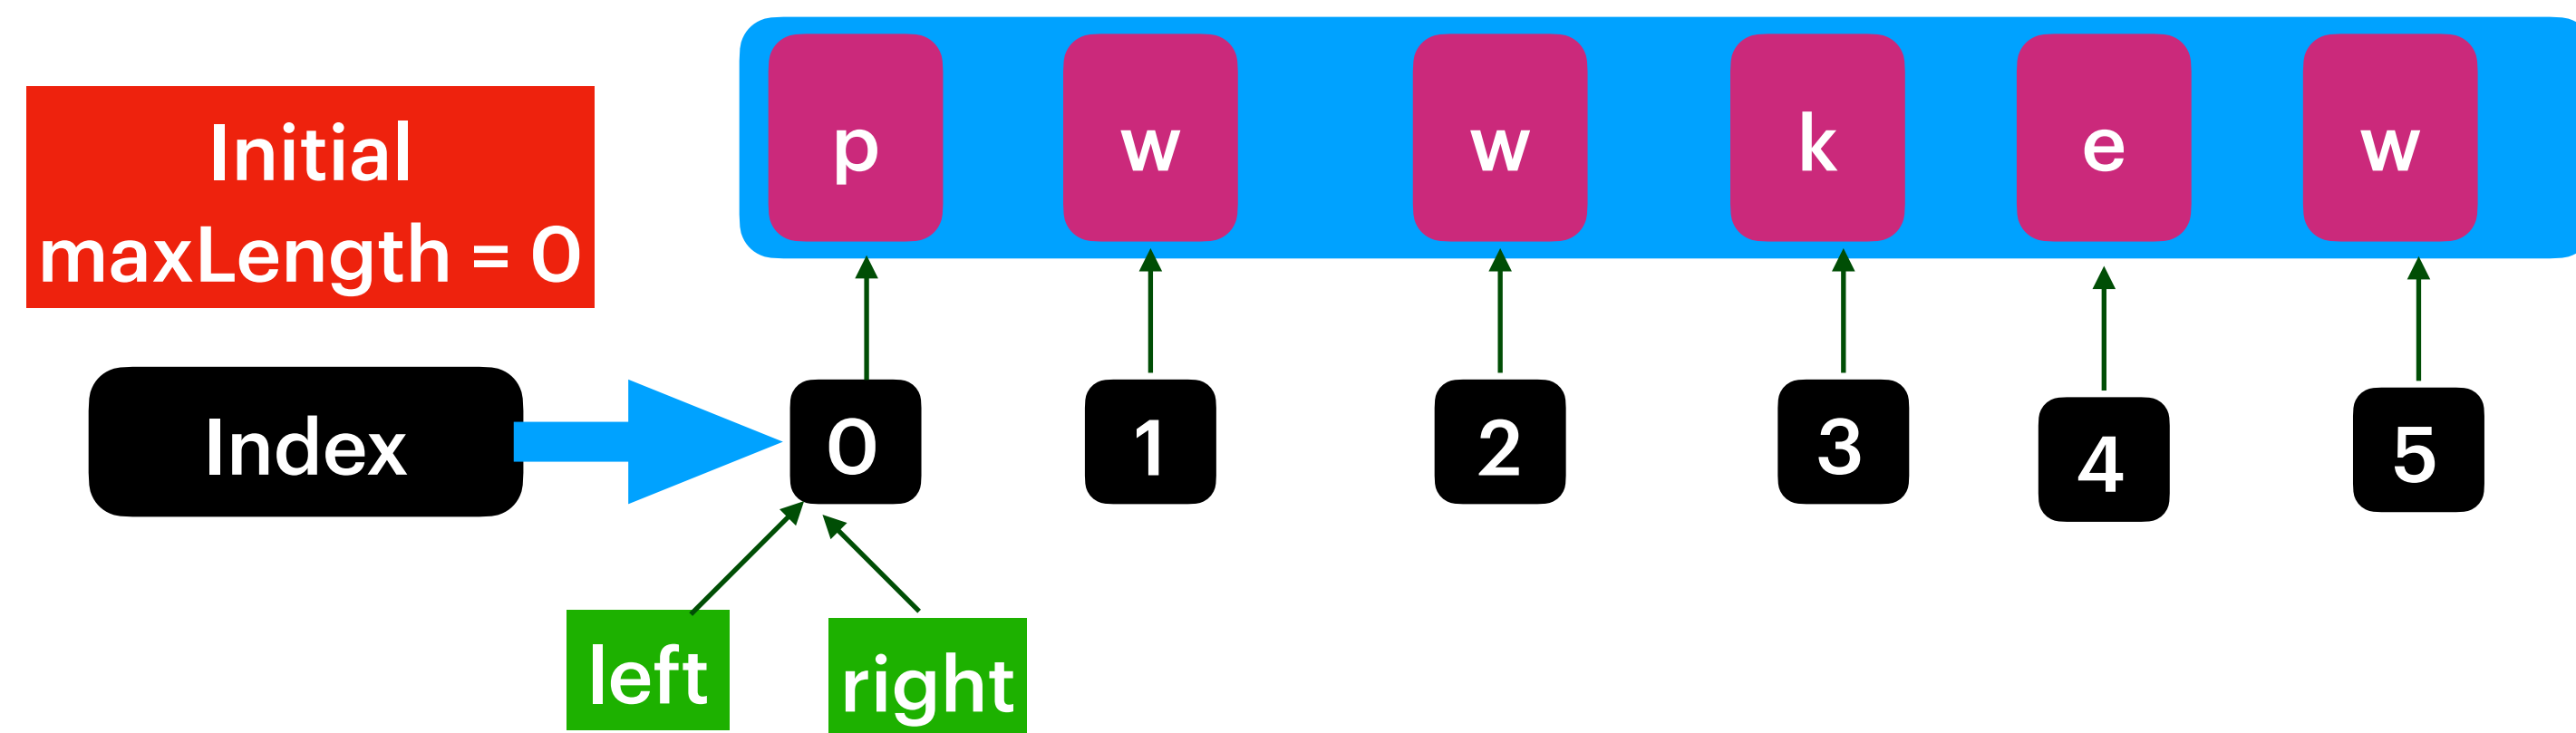 p w w k e w
Initial
maxLength = 0
Index 0 1 2 3 4 5
left right